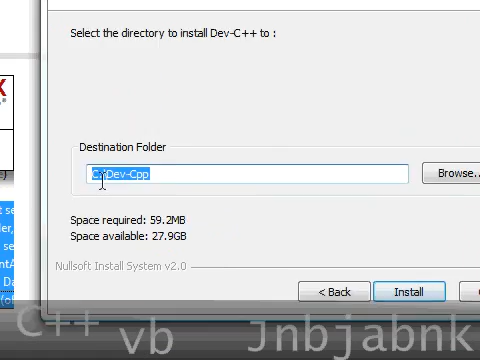 Select the directory to install Dev-C++ to :
Destination Folder
C:\Dev-Cpp
Browse..
Space required: 59.2MB
Space available: 27.9GB
Nullsoft Install System v2.0
< Back
Install
C++
vb
Jnbjabnk